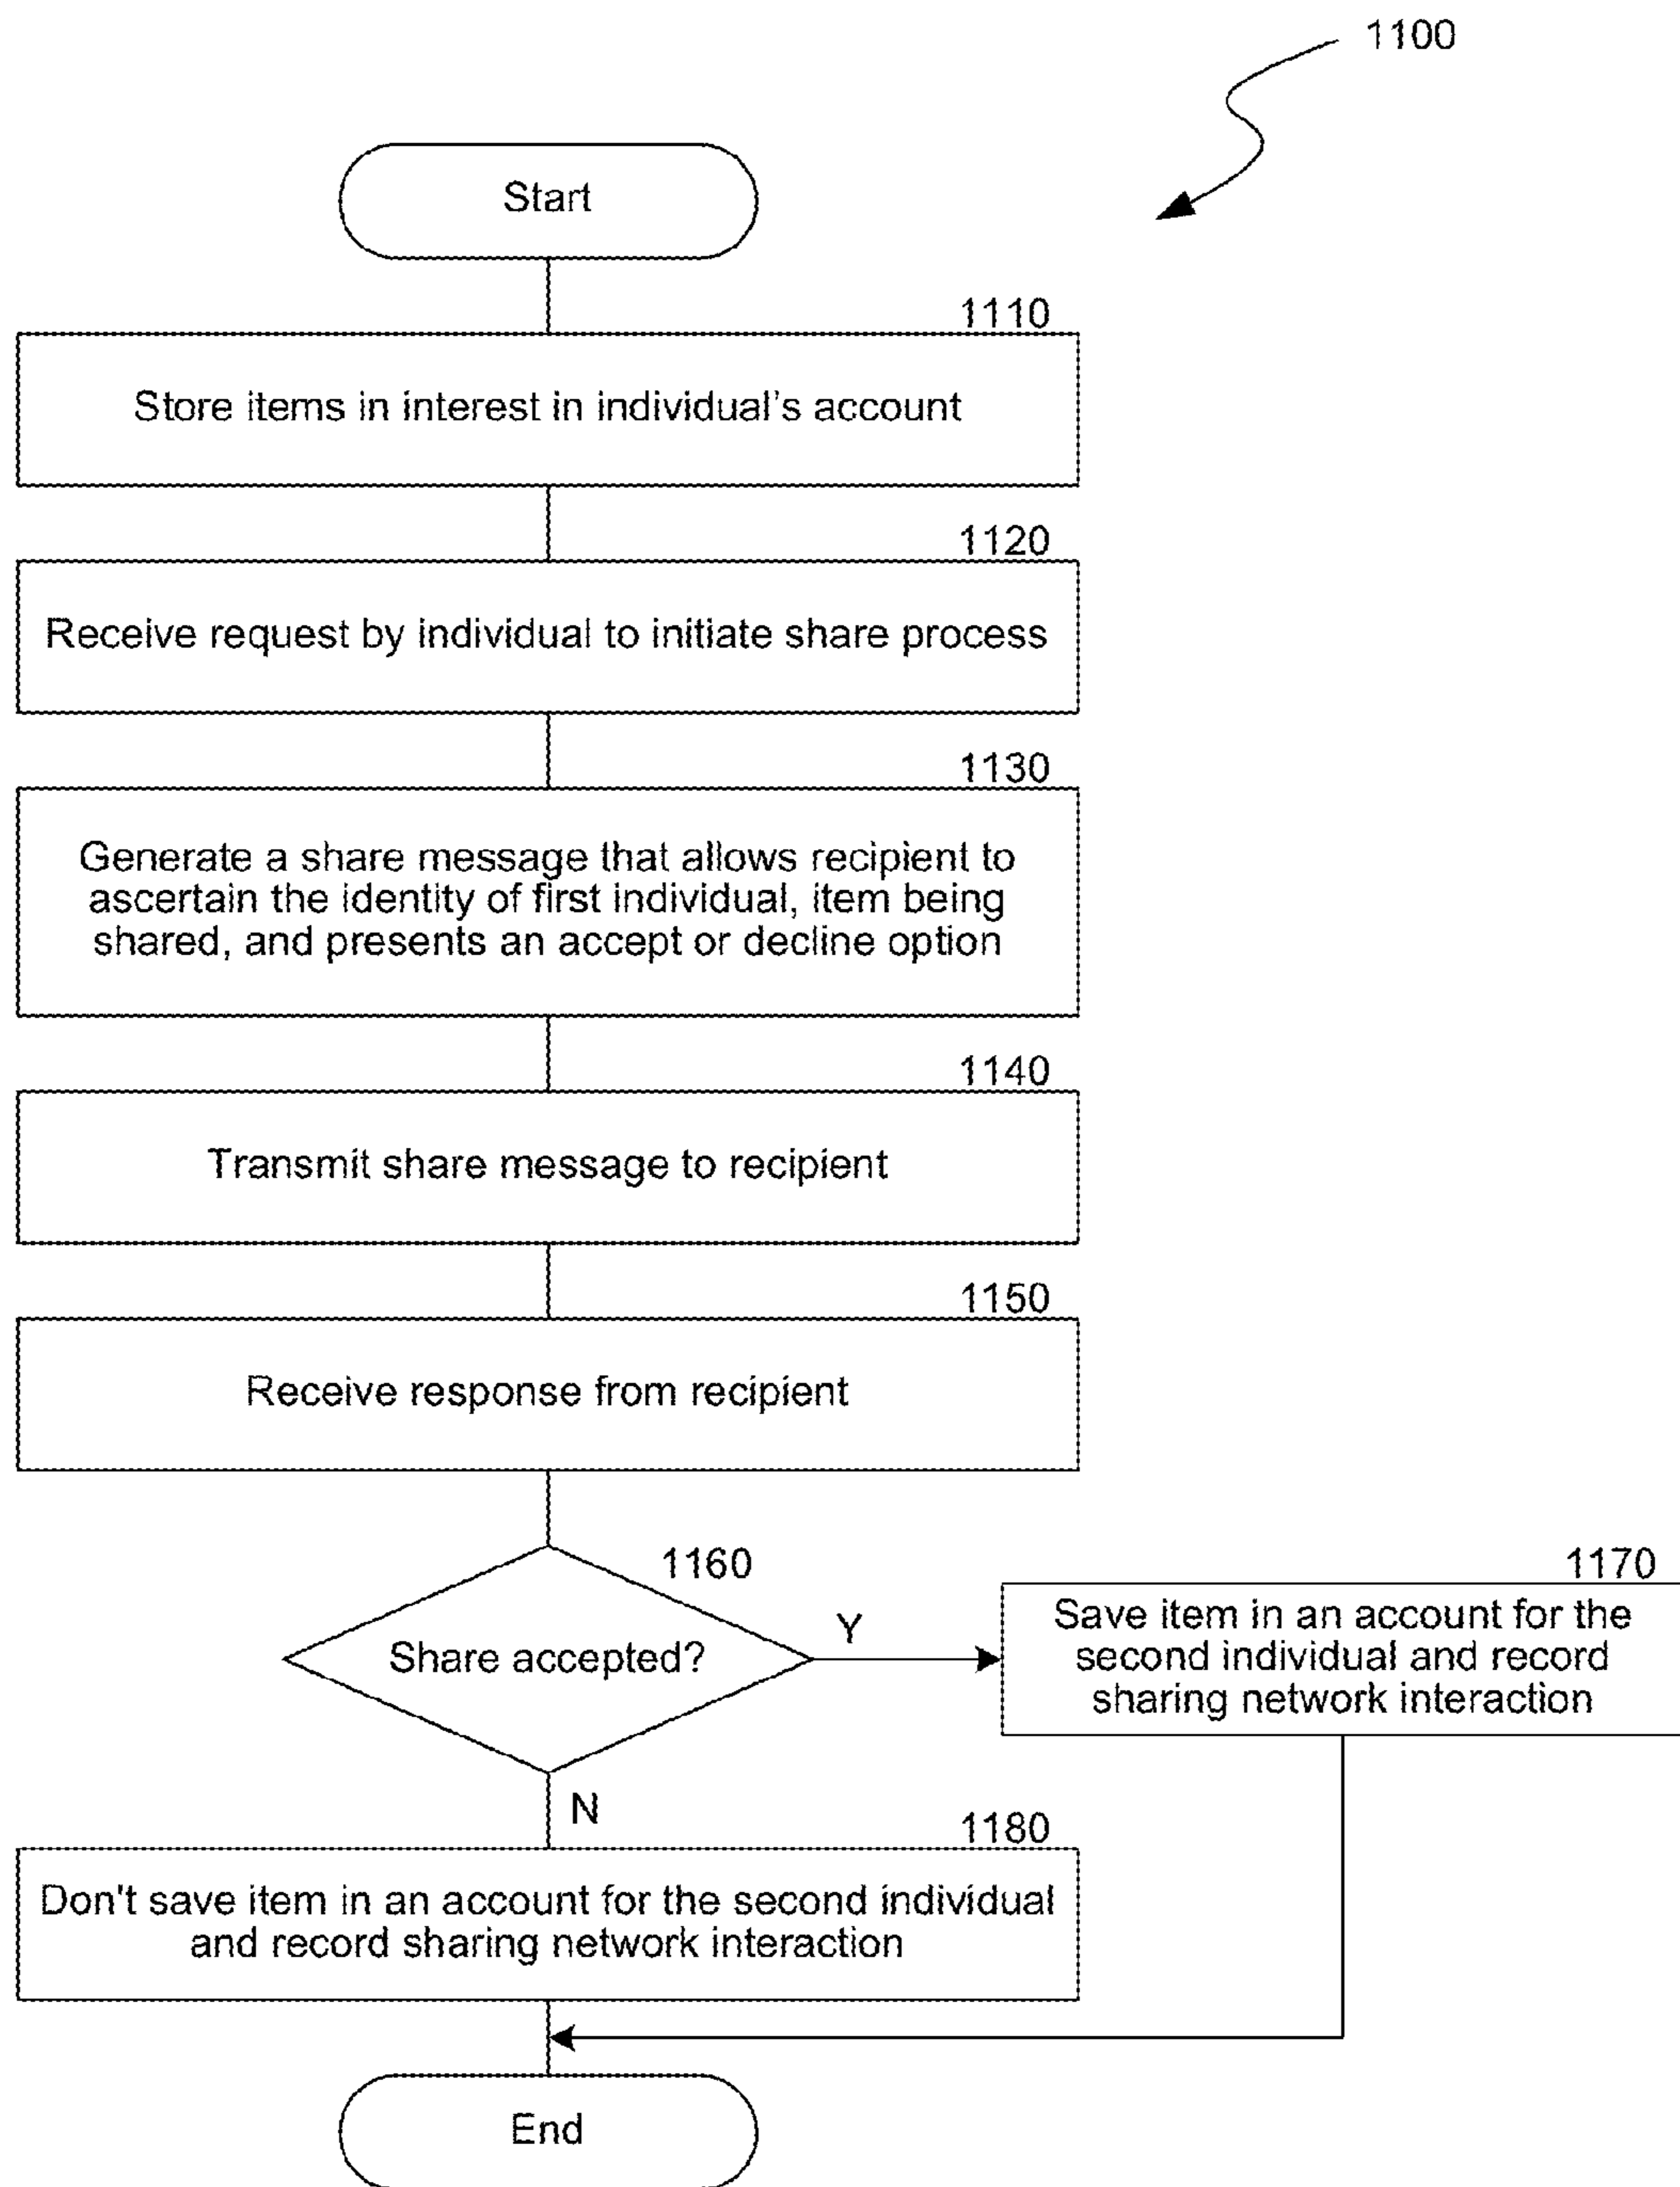 1100
Start
1110
Store items in interest in individual's account
1120
Receive request by individual to initiate share process
1130
Generate a share message that allows recipient to
ascertain the identity of first individual, item being
shared, and presents an accept or decline option
1140
Transmit share message to recipient
1150
Receive response from recipient
1160
Share accepted?
Y
1170
Save item in an account for the
second individual and record
sharing network interaction
N
1180
Don't save item in an account for the second individual
and record sharing network interaction
End